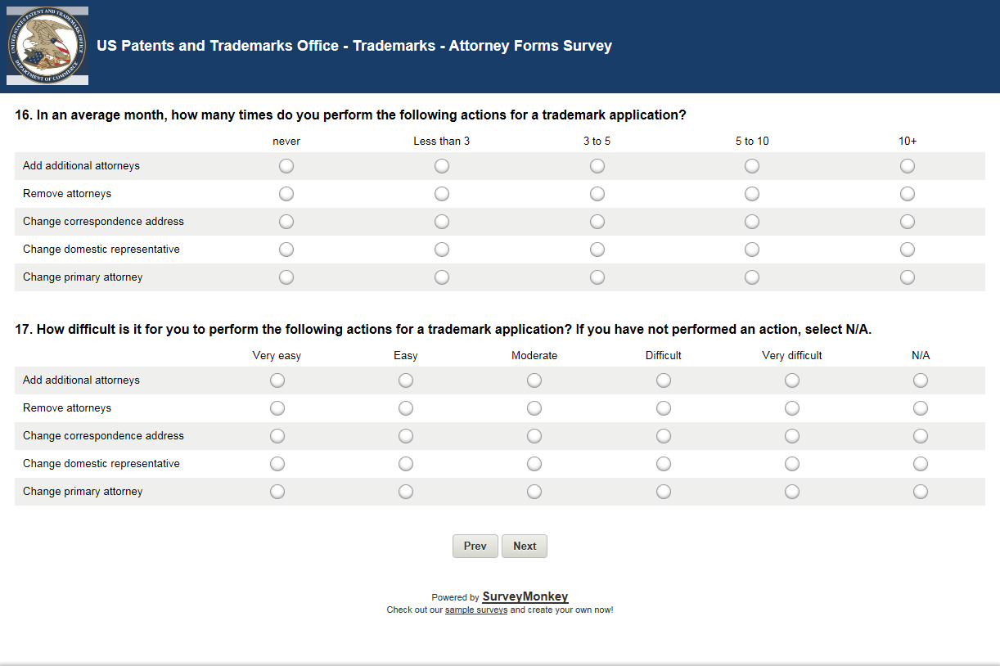 UNITED STATES PATENT AND TRADEMARK OFFICE
DEPARTMENT OF COMMERCE
US Patents and Trademarks Office - Trademarks - Attorney Forms Survey
16. In an average month, how many times do you perform the following actions for a trademark application?
never Less than 3 3 to 5 5 to 10 10+
Add additional attorneys
Remove attorneys
Change correspondence address
Change domestic representative
Change primary attorney
17. How difficult is it for you to perform the following actions for a trademark application? If you have not performed an action, select N/A.
Very easy Easy Moderate Difficult Very difficult N/A
Add additional attorneys
Remove attorneys
Change correspondence address
Change domestic representative
Change primary attorney
Prev Next
Powered by SurveyMonkey
Check out our sample surveys and create your own now!